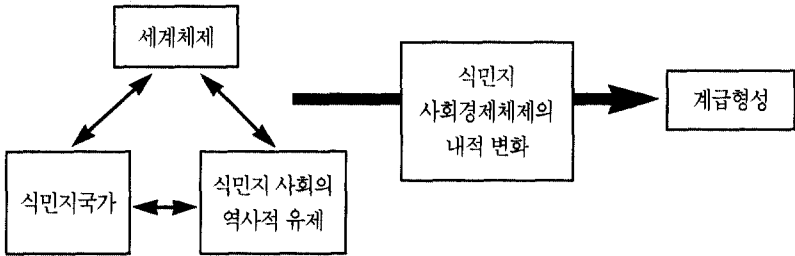 세계체제
식민지국가
식민지 사회의
역사적 유제
식민지
사회경제체제의
내적 변화
계급형성